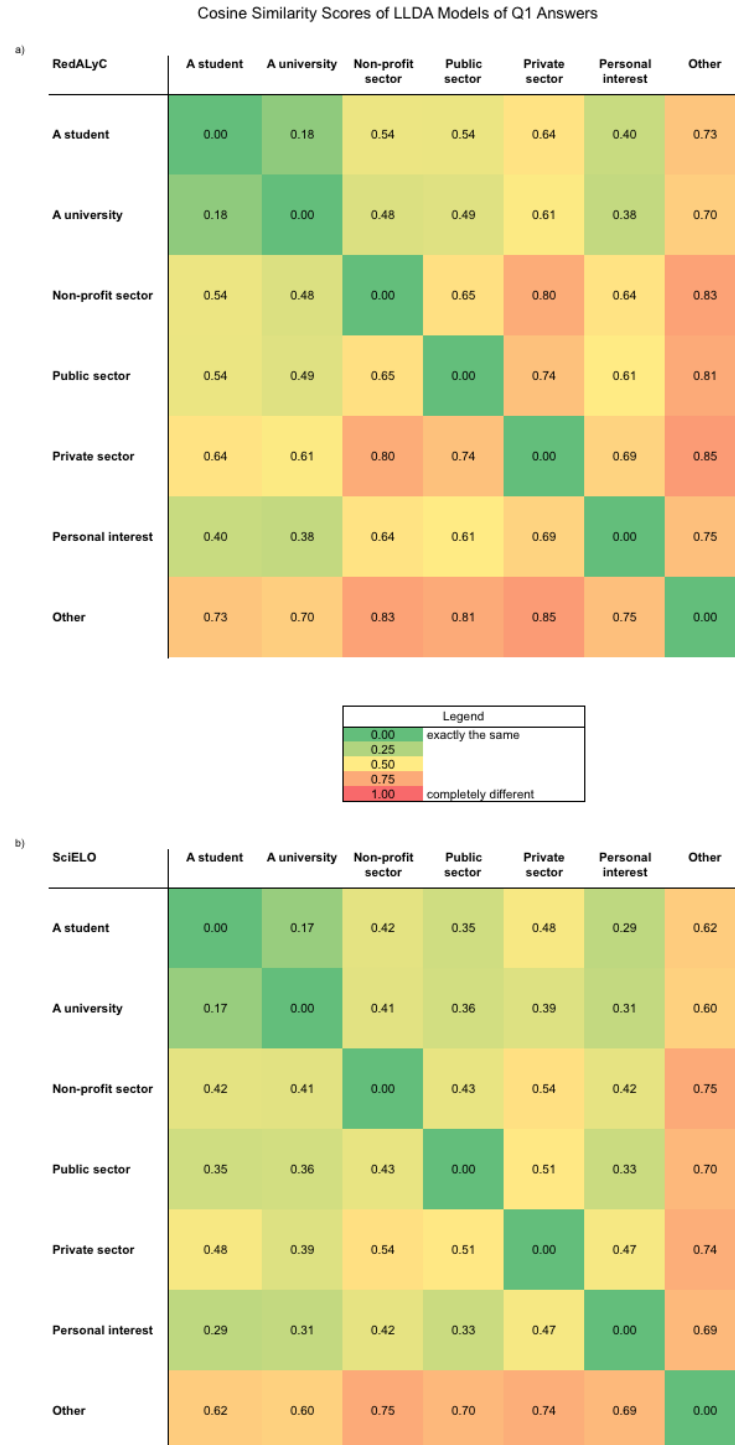 Cosine Similarity Scores of LLDA Models of Q1 Answers
a)
RedALyC A student A university Non-profit sector Public sector Private sector Personal interest Other
A student 0.00 0.18 0.54 0.54 0.64 0.40 0.73
A university 0.18 0.00 0.48 0.49 0.61 0.38 0.70
Non-profit sector 0.54 0.48 0.00 0.65 0.80 0.64 0.83
Public sector 0.54 0.49 0.65 0.00 0.74 0.61 0.81
Private sector 0.64 0.61 0.80 0.74 0.00 0.69 0.85
Personal interest 0.40 0.38 0.64 0.61 0.69 0.00 0.75
Other 0.73 0.70 0.83 0.81 0.85 0.75 0.00
Legend
0.00 exactly the same
0.25
0.50
0.75
1.00 completely different
b)
SciELO A student A university Non-profit sector Public sector Private sector Personal interest Other
A student 0.00 0.17 0.42 0.35 0.48 0.29 0.62
A university 0.17 0.00 0.41 0.36 0.39 0.31 0.60
Non-profit sector 0.42 0.41 0.00 0.43 0.54 0.42 0.75
Public sector 0.35 0.36 0.43 0.00 0.51 0.33 0.70
Private sector 0.48 0.39 0.54 0.51 0.00 0.47 0.74
Personal interest 0.29 0.31 0.42 0.33 0.47 0.00 0.69
Other 0.62 0.60 0.75 0.70 0.74 0.69 0.00